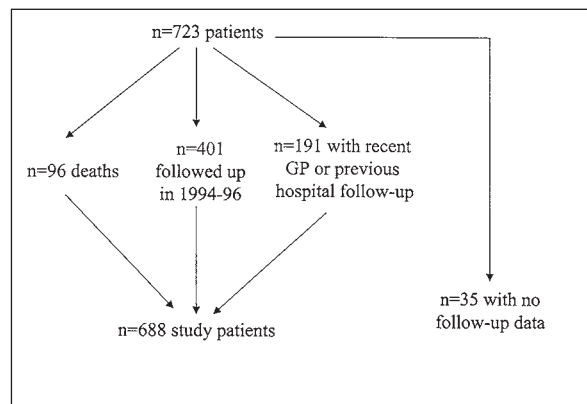 n=723 patients
n=96 deaths
n=401
followed up
in 1994-96
n=191 with recent
GP or previous
hospital follow-up
n=688 study patients
n=35 with no
follow-up data